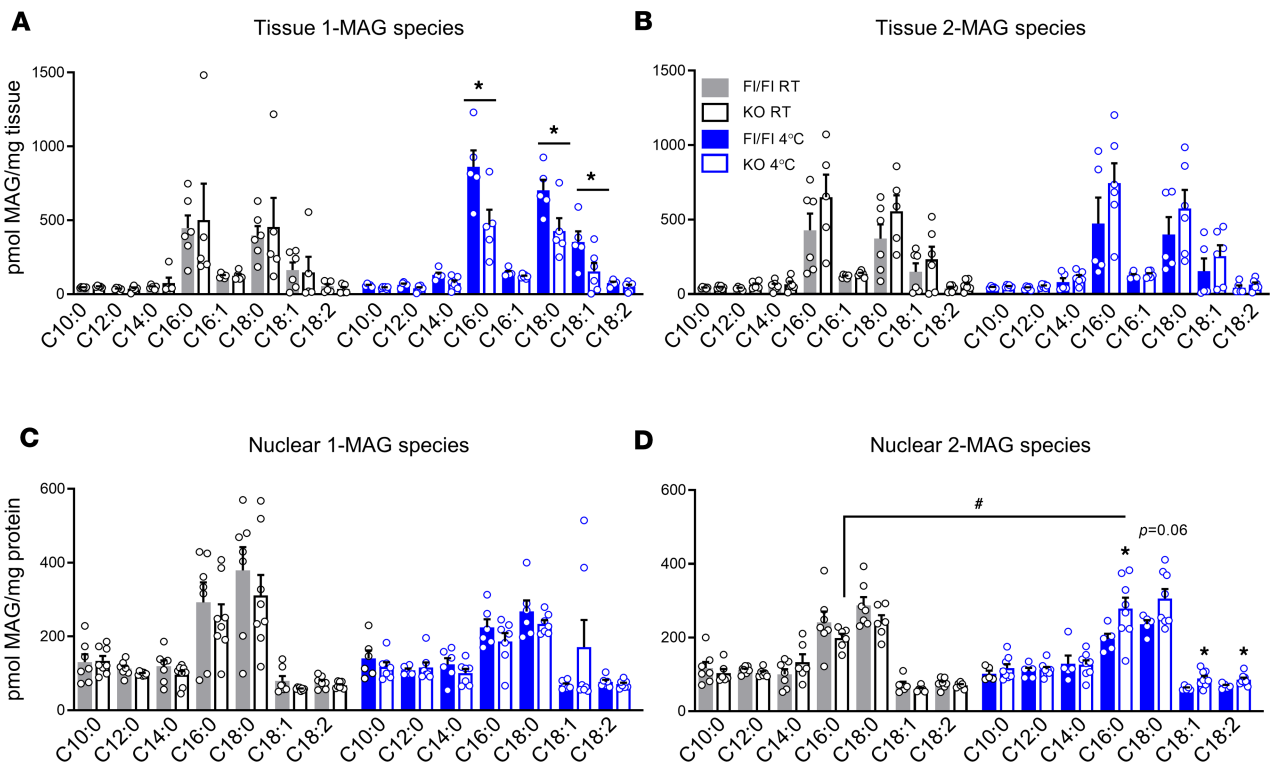 A
Tissue 1-MAG species
pmol MAG/mg tissue
1500
1000
500
0
*
*
*
C10:0
C12:0
C14:0
C16:0
C16:1
C18:0
C18:1
C18:2
C10:0
C12:0
C14:0
C16:0
C16:1
C18:0
C18:1
C18:2
B
Tissue 2-MAG species
1500
1000
500
0
Fl/Fl RT
KO RT
Fl/Fl 4°C
KO 4°C
C10:0
C12:0
C14:0
C16:0
C16:1
C18:0
C18:1
C18:2
C10:0
C12:0
C14:0
C16:0
C16:1
C18:0
C18:1
C18:2
C
Nuclear 1-MAG species
pmol MAG/mg protein
600
400
200
0
C10:0
C12:0
C14:0
C16:0
C18:0
C18:1
C18:2
C10:0
C12:0
C14:0
C16:0
C18:0
C18:1
C18:2
D
Nuclear 2-MAG species
600
400
200
0
#
p=0.06
*
*
*
C10:0
C12:0
C14:0
C16:0
C18:0
C18:1
C18:2
C10:0
C12:0
C14:0
C16:0
C18:0
C18:1
C18:2